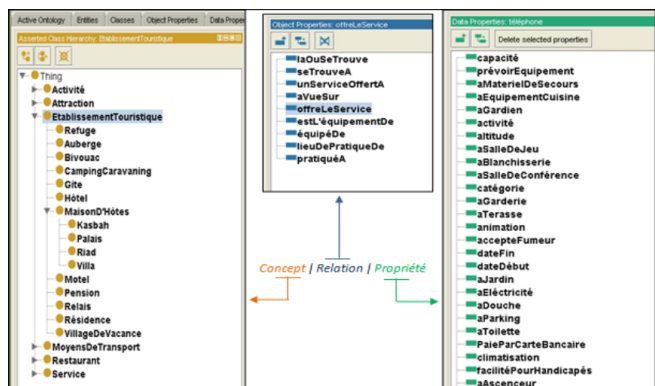 Active Ontology Entities Classes Object Properties Data Proper
Asserted Class Hierarchy: EtablissementTouristique
Thing
Activité
Attraction
EtablissementTouristique
Refuge
Auberge
Bivouac
CampingCaravaning
Gite
Hôtel
MaisonD'Hôtes
Kasbah
Palais
Riad
Villa
Motel
Pension
Relais
Résidence
VillageDeVacance
MoyensDeTransport
Restaurant
Service
Object Properties: offreLeService
laOuSeTrouve
seTrouveA
unServiceOffertA
aVueSur
offreLeService
estL'équipementDe
équipéDe
lieuDePratiqueDe
pratiquéA
Concept | Relation | Propriété
Data Properties: téléphone
Delete selected properties
capacité
prévoirEquipement
aMaterielDeSecours
aEquipementCuisine
aGardien
activité
altitude
aSalleDeJeu
aBlanchisserie
aSalleDeConférence
catégorie
aGarderie
aTerasse
animation
accepteFumeur
dateFin
dateDébut
aJardin
aEléctricité
aDouche
aParking
aToilette
PaieParCarteBancaire
climatisation
facilitéPourHandicapés
aAscenceur